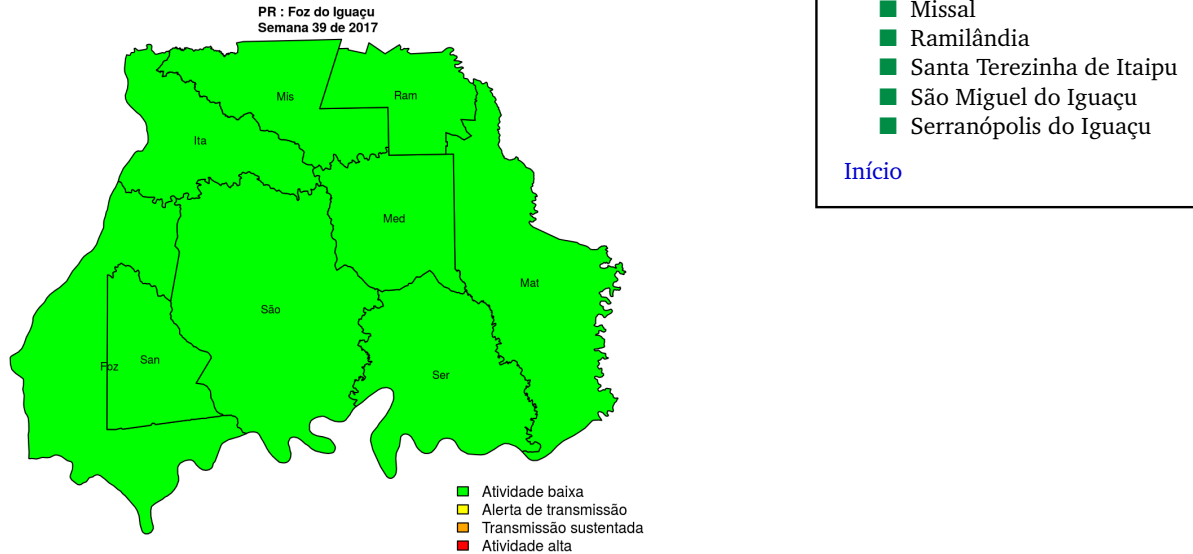 PR : Foz do Iguaçu
Semana 39 de 2017
Mis
Ram
Ita
Med
Mat
São
Foz
San
Ser
Atividade baixa
Alerta de transmissão
Transmissão sustentada
Atividade alta
Missal
Ramilândia
Santa Terezinha de Itaipu
São Miguel do Iguaçu
Serranópolis do Iguaçu
Início